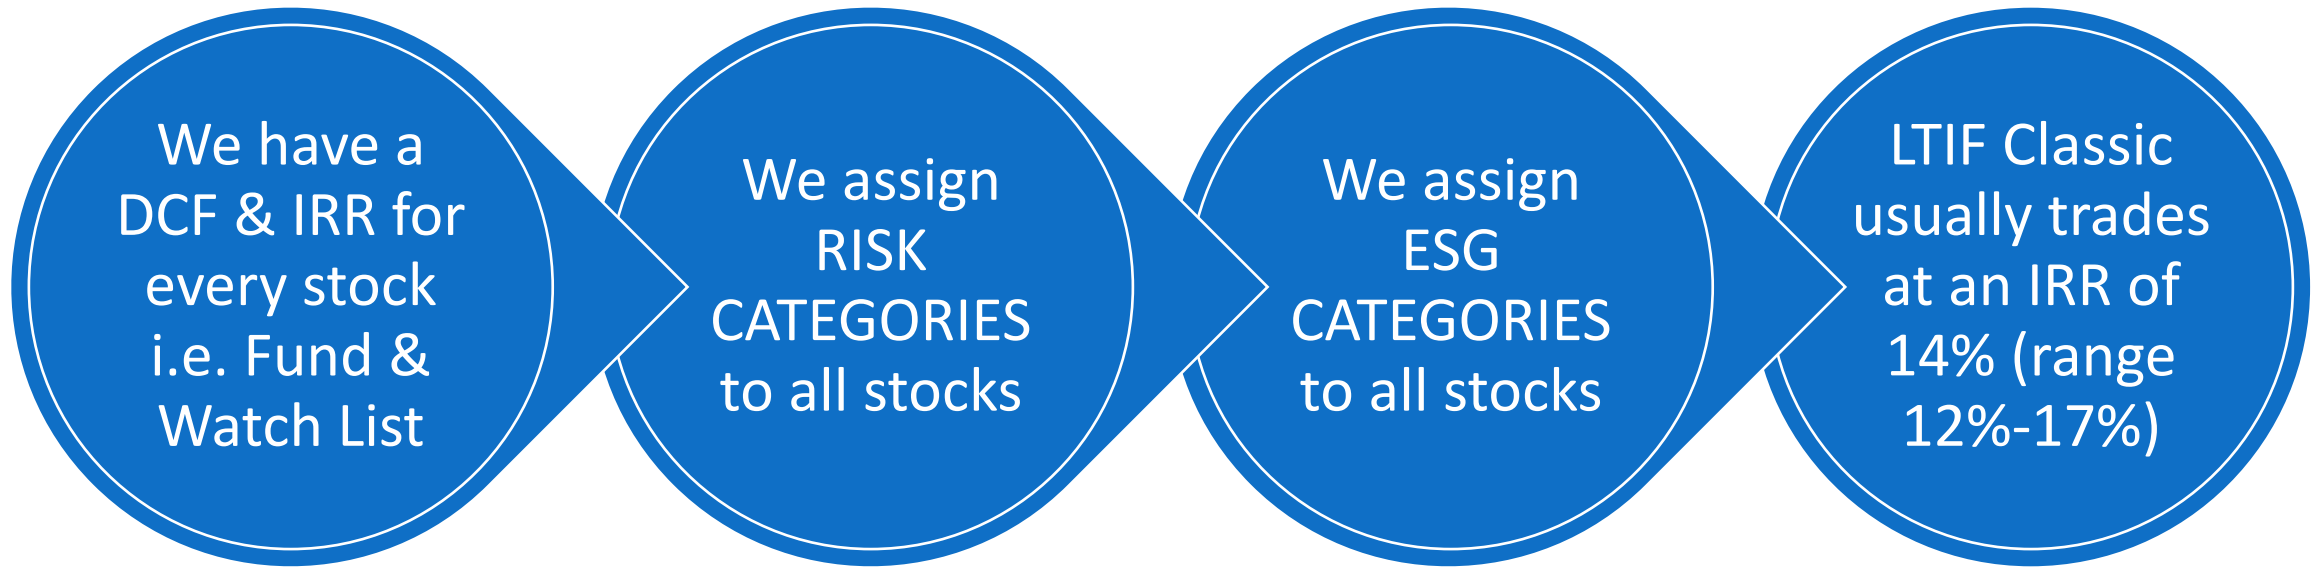 We have a
DCF & IRR for
every stock
i.e. Fund &
Watch List
We assign
RISK
CATEGORIES
to all stocks
We assign
ESG
CATEGORIES
to all stocks
LTIF Classic
usually trades
at an IRR of
14% (range
12%-17%)